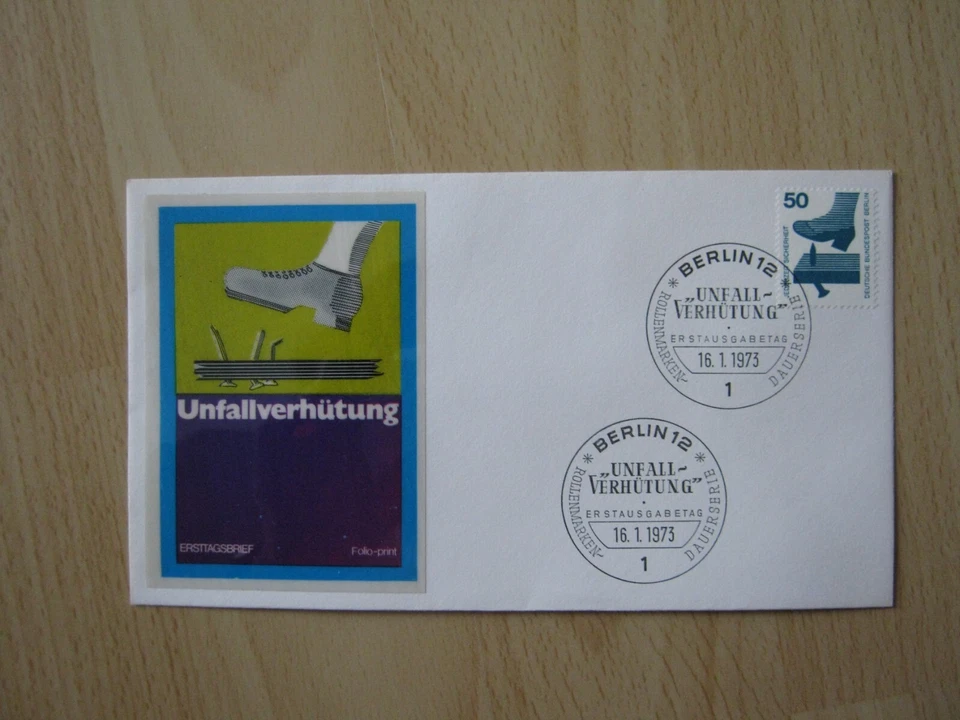 Unfallverhütung
ERSTTAGSBRIEF
Folio-print
50
SICHERHEIT
DEUTSCHE BUNDESPOST BERLIN
BERLIN 12
„UNFALL-
VERHÜTUNG”
ERSTAUSGABETAG
16.1.1973
1
ROLLENMARKEN-
DAUERSERIE
BERLIN 12
„UNFALL-
VERHÜTUNG”
ERSTAUSGABETAG
16.1.1973
1
ROLLENMARKEN-
DAUERSERIE